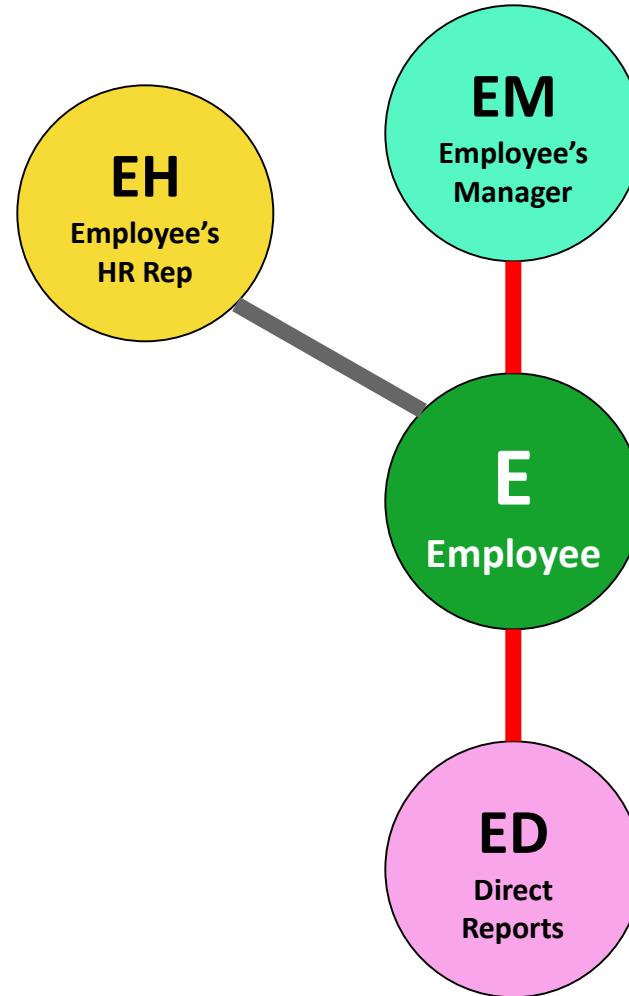 EM
Employee’s
Manager
EH
Employee’s
HR Rep
E
Employee
ED
Direct
Reports